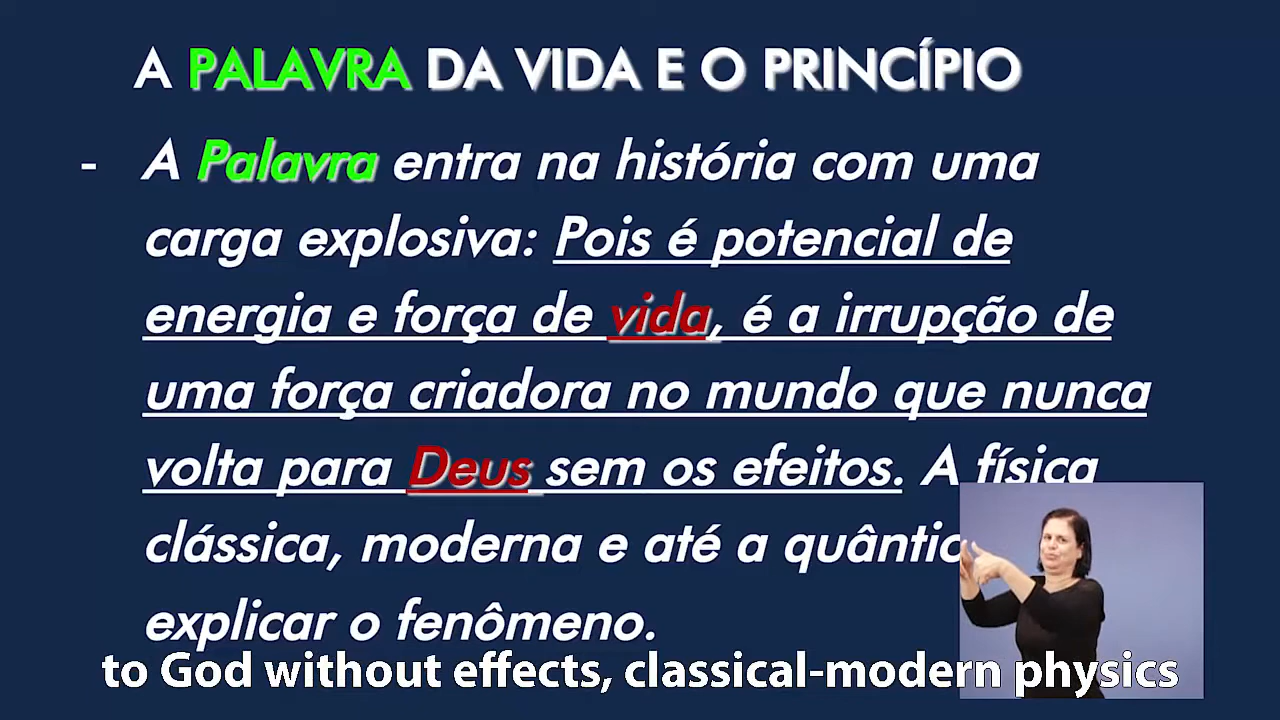 A PALAVRA DA VIDA E O PRINCÍPIO
- A Palavra entra na história com uma
carga explosiva: Pois é potencial de
energia e força de vida, é a irrupção de
uma força criadora no mundo que nunca
volta para Deus sem os efeitos. A física
clássica, moderna e até a
explicar o fenômeno.
to God without effects, classical-modern physics